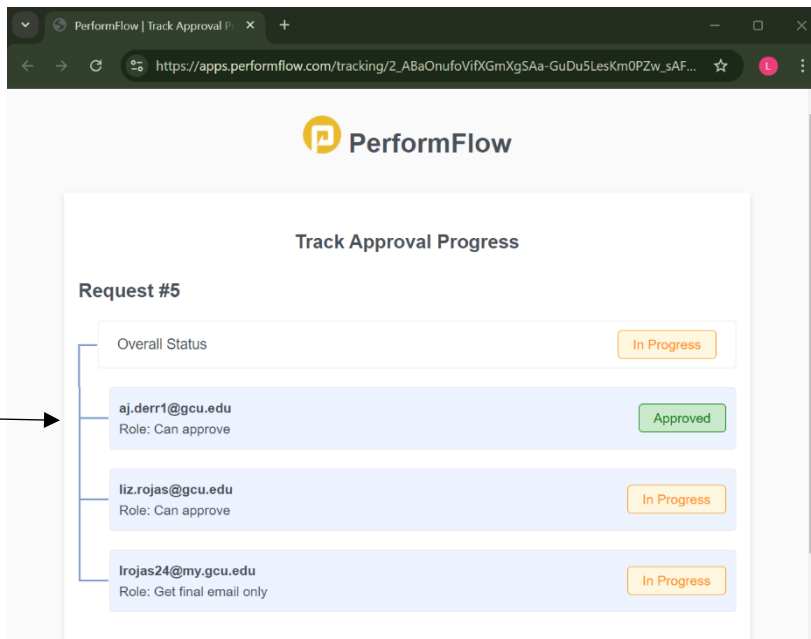 PerformFlow | Track Approval P
https://apps.performflow.com/tracking/2_ABaOnufoVifXGmXgSAa-GuDu5LesKm0PZw_sAF...
L
PerformFlow
Track Approval Progress
Request #5
Overall Status
In Progress
aj.derr1@gcu.edu
Approved
Role: Can approve
liz.rojas@gcu.edu
In Progress
Role: Can approve
lrojas24@my.gcu.edu
In Progress
Role: Get final email only